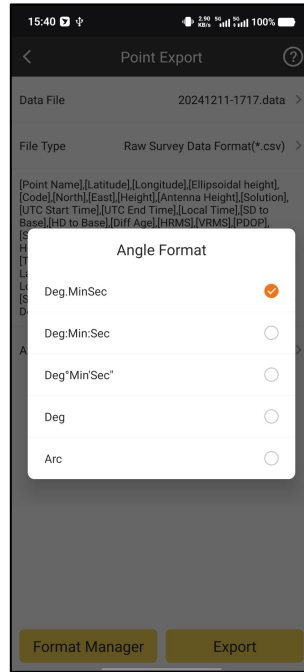 15:40
2.90 KB/s 5G 5G 100%
Point Export
Data File 20241211-1717.data
File Type Raw Survey Data Format(*.csv)
[Point Name],[Latitude],[Longitude],[Ellipsoidal height],
[Code],[North],[East],[Height],[Antenna Height],[Solution],
[UTC Start Time],[UTC End Time],[Local Time],[SD to
Base],[HD to Base],[Diff Age],[HRMS],[VRMS],[PDOP],
Angle Format
Deg.MinSec
Deg:Min:Sec
Deg°Min'Sec"
Deg
Arc
Format Manager Export